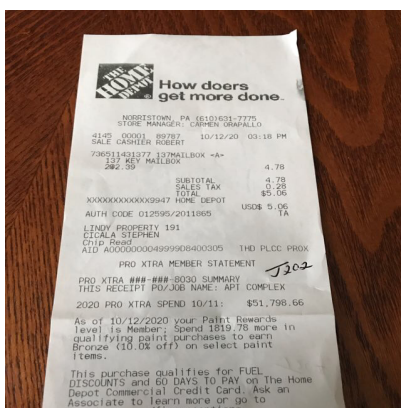 THE
HOME
DEPOT
How doers
get more done.
NORRISTOWN, PA (610)631-7775
STORE MANAGER: CARMEN ORAPALLO
4145 00001 89787 10/12/20 03:18 PM
SALE CASHIER ROBERT
736511431377 137MAILBOX <A>
137 KEY MAILBOX
2@2.39 4.78
SUBTOTAL 4.78
SALES TAX 0.28
TOTAL $5.06
XXXXXXXXXXXX9947 HOME DEPOT
USD$ 5.06
AUTH CODE 012595/2011865 TA
LINDY PROPERTY 191
CICALA STEPHEN
Chip Read
AID A0000000049999D8400305 THD PLCC PROX
PRO XTRA MEMBER STATEMENT
J202
PRO XTRA ###-###-8030 SUMMARY
THIS RECEIPT PO/JOB NAME: APT COMPLEX
2020 PRO XTRA SPEND 10/11: $51,798.66
As of 10/12/2020 your Paint Rewards
level is Member; Spend 1819.78 more in
qualifying paint purchases to earn
Bronze (10.0% off) on select paint
items.
This purchase qualifies for FUEL
DISCOUNTS and 60 DAYS TO PAY on The Home
Depot Commercial Credit Card. Ask an
Associate to learn more or go to